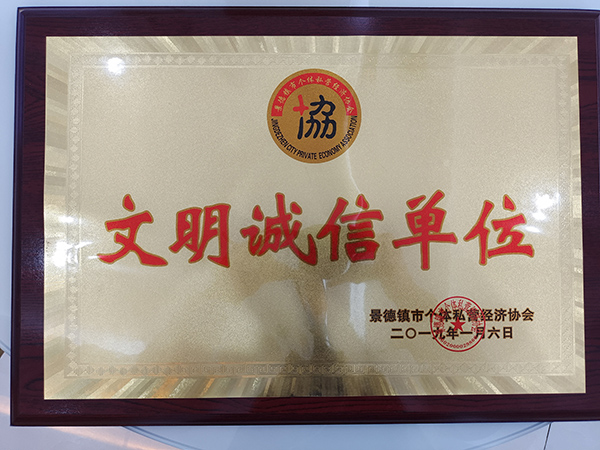 景德镇市个体私营经济协会
協
JINGDEZHEN CITY PRIVATE ECONOMY ASSOCIATION
文明诚信单位
景德镇市个体私营经济协会
二〇一九年一月六日